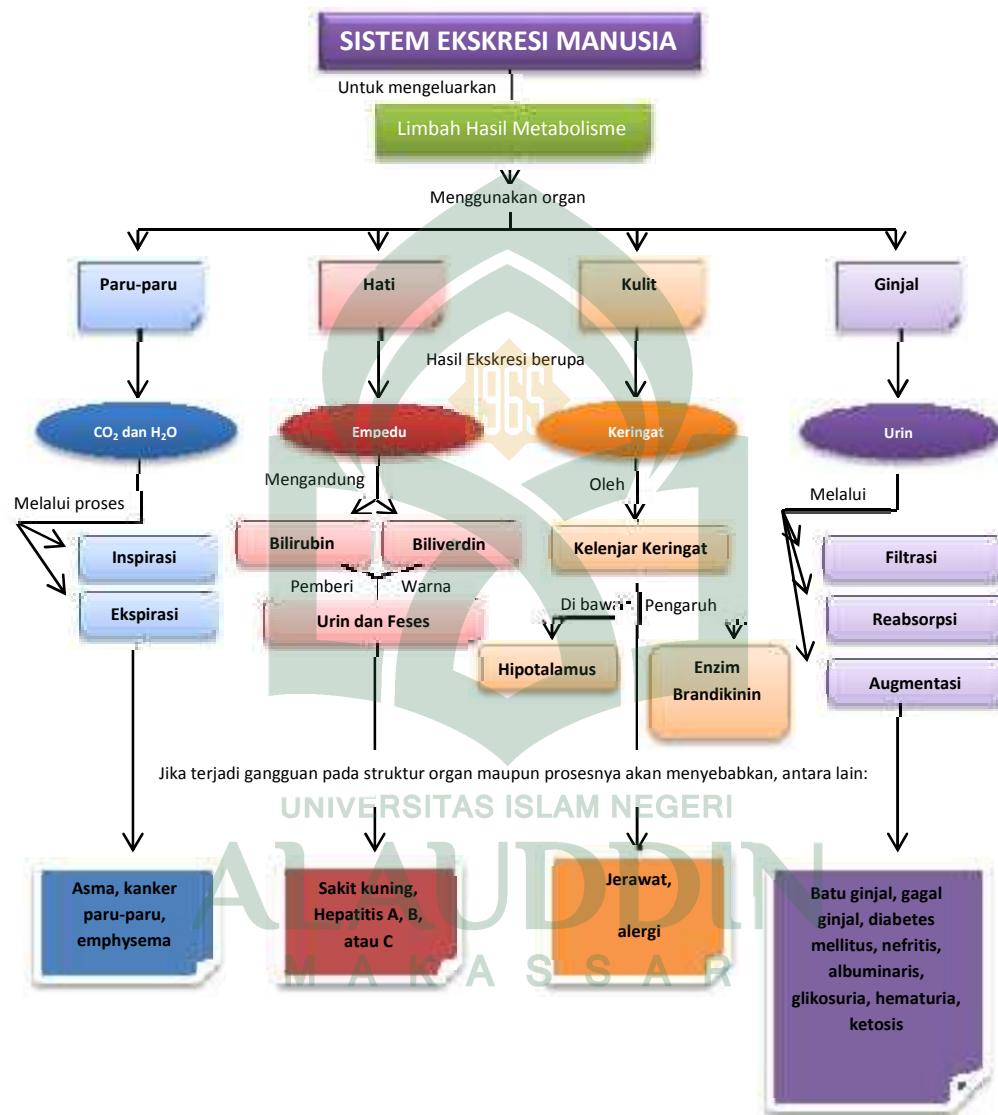 SISTEM EKSKRESI MANUSIA
Untuk mengeluarkan
Limbah Hasil Metabolisme
Menggunakan organ
Paru-paru
Hati
Kulit
Ginjal
Hasil Ekskresi berupa
1965
CO₂ dan H₂O
Empedu
Keringat
Urin
Melalui proses
Mengandung
Oleh
Melalui
Inspirasi
Ekspirasi
Bilirubin
Biliverdin
Pemberi
Warna
Urin dan Feses
Kelenjar Keringat
Di bawah
Pengaruh
Hipotalamus
Enzim
Brandikinin
Filtrasi
Reabsorpsi
Augmentasi
Jika terjadi gangguan pada struktur organ maupun prosesnya akan menyebabkan, antara lain:
UNIVERSITAS ISLAM NEGERI
ALAUDDIN
MAKASSAR
Asma, kanker
paru-paru,
emphysema
Sakit kuning,
Hepatitis A, B,
atau C
Jerawat,
alergi
Batu ginjal, gagal
ginjal, diabetes
mellitus, nefritis,
albuminaris,
glikosuria, hematuria,
ketosis